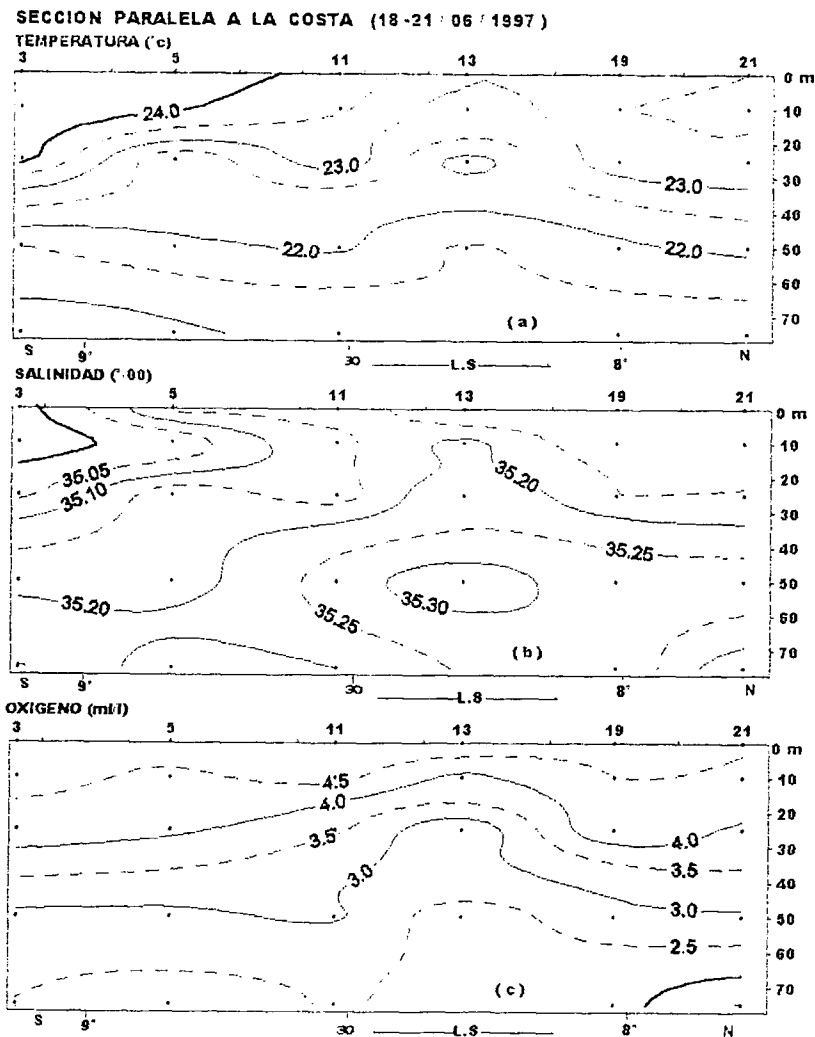 SECCION PARALELA A LA COSTA (18-21/06/1997)
TEMPERATURA (°c)
3 5 11 13 19 21
0 m
10
20
30
40
50
60
70
24.0
23.0
23.0
22.0
22.0
(a)
S 9° 30 L.S 8° N
SALINIDAD (°/00)
3 5 11 13 19 21
0 m
10
20
30
40
50
60
70
35.05
35.10
35.20
35.25
35.20
35.30
35.25
(b)
S 9° 30 L.S 8° N
OXIGENO (ml/l)
3 5 11 13 19 21
0 m
10
20
30
40
50
60
70
4.5
4.0
3.5
4.0
3.0
3.5
3.0
2.5
(c)
S 9° 30 L.S 8° N